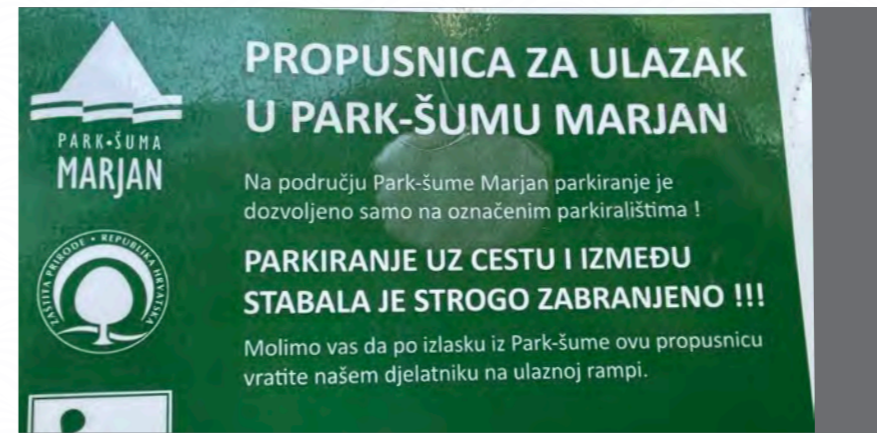 PROPUSNICA ZA ULAZAK
U PARK-ŠUMU MARJAN
PARK•ŠUMA
MARJAN
Na području Park-šume Marjan parkiranje je
dozvoljeno samo na označenim parkiralištima !
ZAŠTITA PRIRODE • REPUBLIKA HRVATSKA
PARKIRANJE UZ CESTU I IZMEĐU
STABALA JE STROGO ZABRANJENO !!!
Molimo vas da po izlasku iz Park-šume ovu propusnicu
vratite našem djelatniku na ulaznoj rampi.